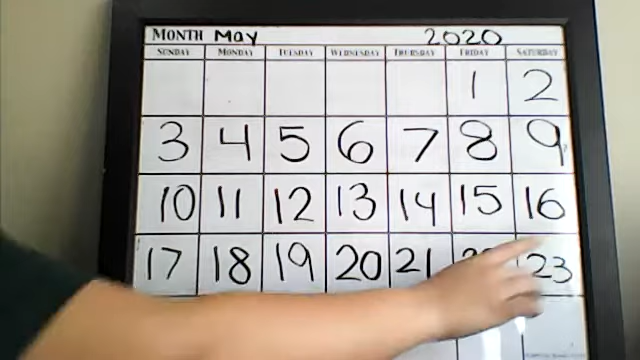 MONTH May 2020
SUNDAY MONDAY TUESDAY WEDNESDAY THURSDAY FRIDAY SATURDAY
1 2
3 4 5 6 7 8 9
10 11 12 13 14 15 16
17 18 19 20 21 23